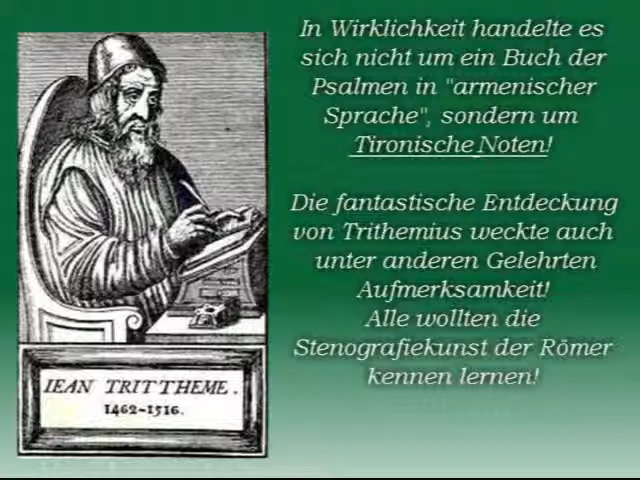 In Wirklichkeit handelte es
sich nicht um ein Buch der
Psalmen in "armenischer
Sprache", sondern um
Tironische Noten!
Die fantastische Entdeckung
von Trithemius weckte auch
unter anderen Gelehrten
Aufmerksamkeit!
Alle wollten die
Stenografiekunst der Römer
kennen lernen!
IEAN TRITTHEME.
1462-1516.